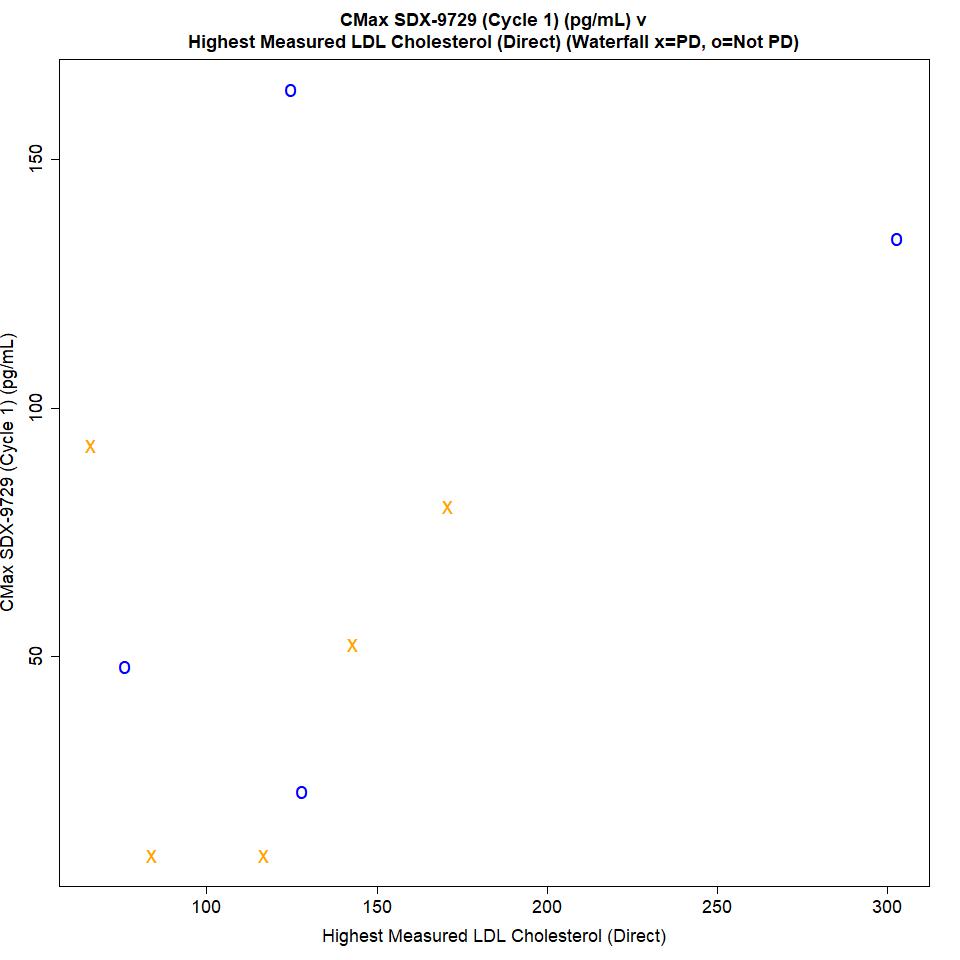 CMax SDX-9729 (Cycle 1) (pg/mL) v
Highest Measured LDL Cholesterol (Direct) (Waterfall x=PD, o=Not PD)
CMax SDX-9729 (Cycle 1) (pg/mL)
150
100
50
O
O
X
X
X
O
O
X
X
100
150
200
250
300
Highest Measured LDL Cholesterol (Direct)